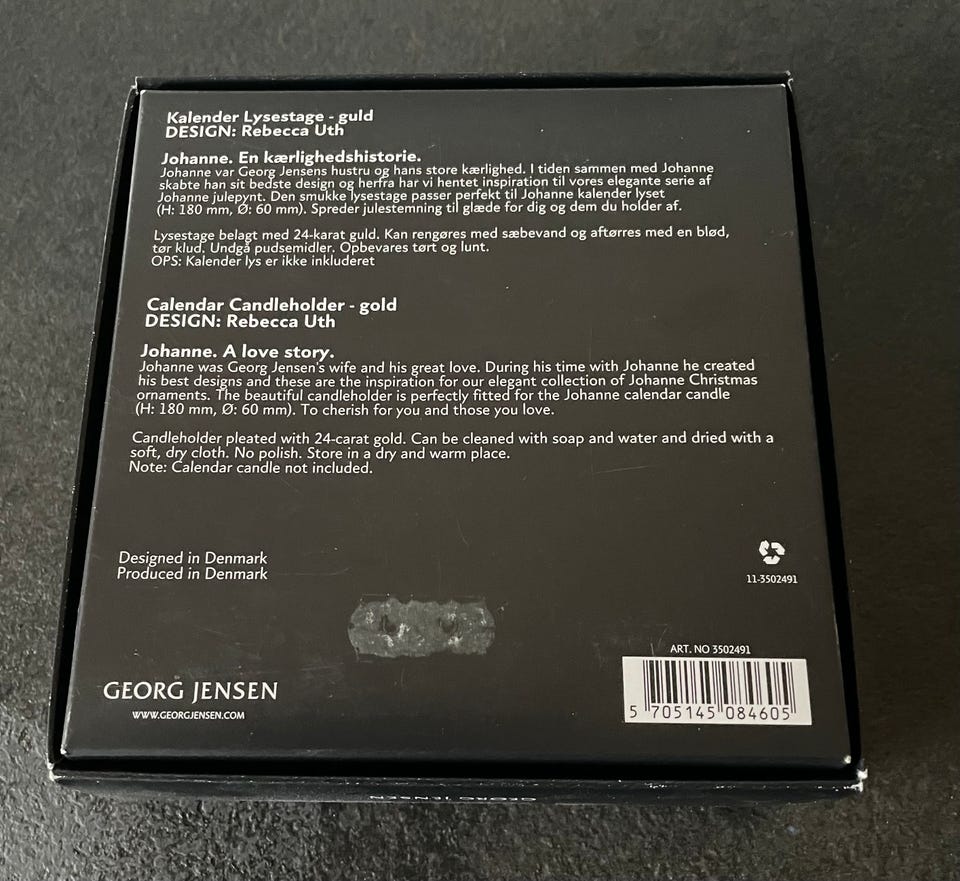 Kalender Lysestage - guld
DESIGN: Rebecca Uth
Johanne. En kærlighedshistorie.
Johanne var Georg Jensens hustru og hans store kærlighed. I tiden sammen med Johanne
skabte han sit bedste design og herfra har vi hentet inspiration til vores elegante serie af
Johanne julepynt. Den smukke lysestage passer perfekt til Johanne kalender lyset
(H: 180 mm, Ø: 60 mm). Spreder julestemning til glæde for dig og dem du holder af.
Lysestage belagt med 24-karat guld. Kan rengøres med sæbevand og aftørres med en blød,
tør klud. Undgå pudsemidler. Opbevares tørt og lunt.
OPS: Kalender lys er ikke inkluderet
Calendar Candleholder - gold
DESIGN: Rebecca Uth
Johanne. A love story.
Johanne was Georg Jensen's wife and his great love. During his time with Johanne he created
his best designs and these are the inspiration for our elegant collection of Johanne Christmas
ornaments. The beautiful candleholder is perfectly fitted for the Johanne calendar candle
(H: 180 mm, Ø: 60 mm). To cherish for you and those you love.
Candleholder pleated with 24-carat gold. Can be cleaned with soap and water and dried with a
soft, dry cloth. No polish. Store in a dry and warm place.
Note: Calendar candle not included.
Designed in Denmark
Produced in Denmark
11-3502491
ART. NO 3502491
5 705145 084605
GEORG JENSEN
WWW.GEORGJENSEN.COM
GEORG JENSEN